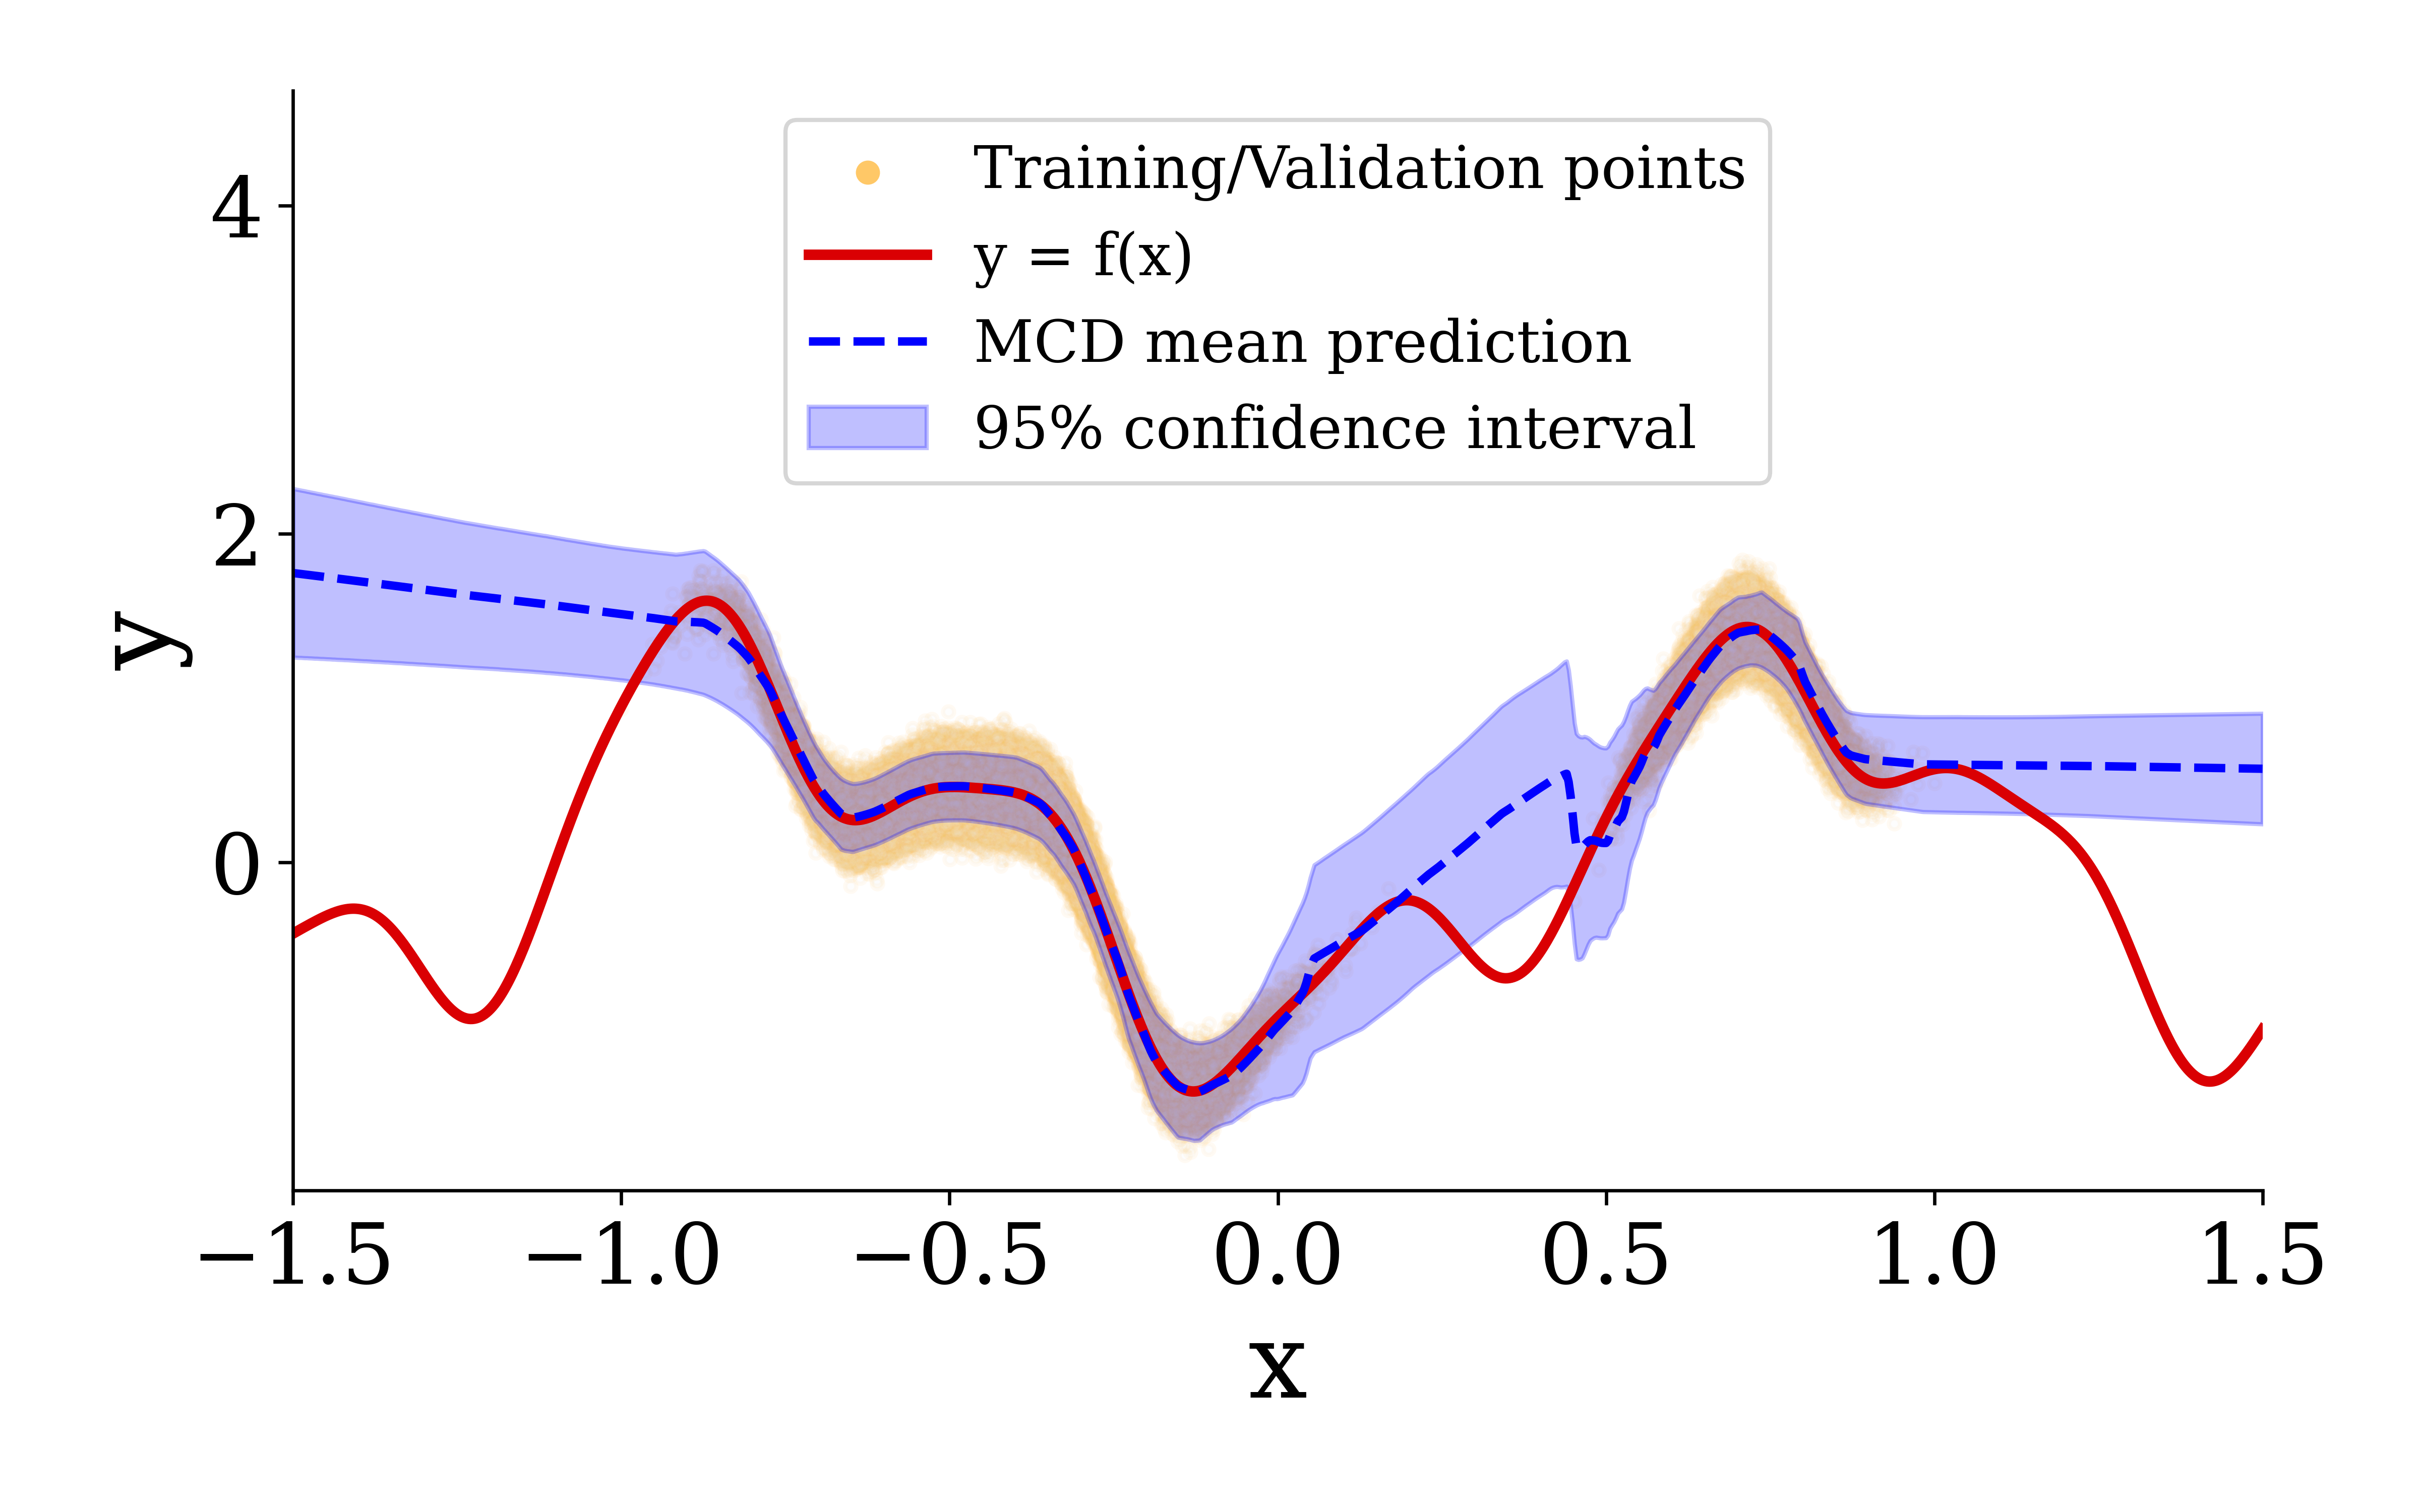 Training/Validation points
y = f(x)
MCD mean prediction
95% confidence interval
4
2
0
y
−1.5 −1.0 −0.5 0.0 0.5 1.0 1.5
x